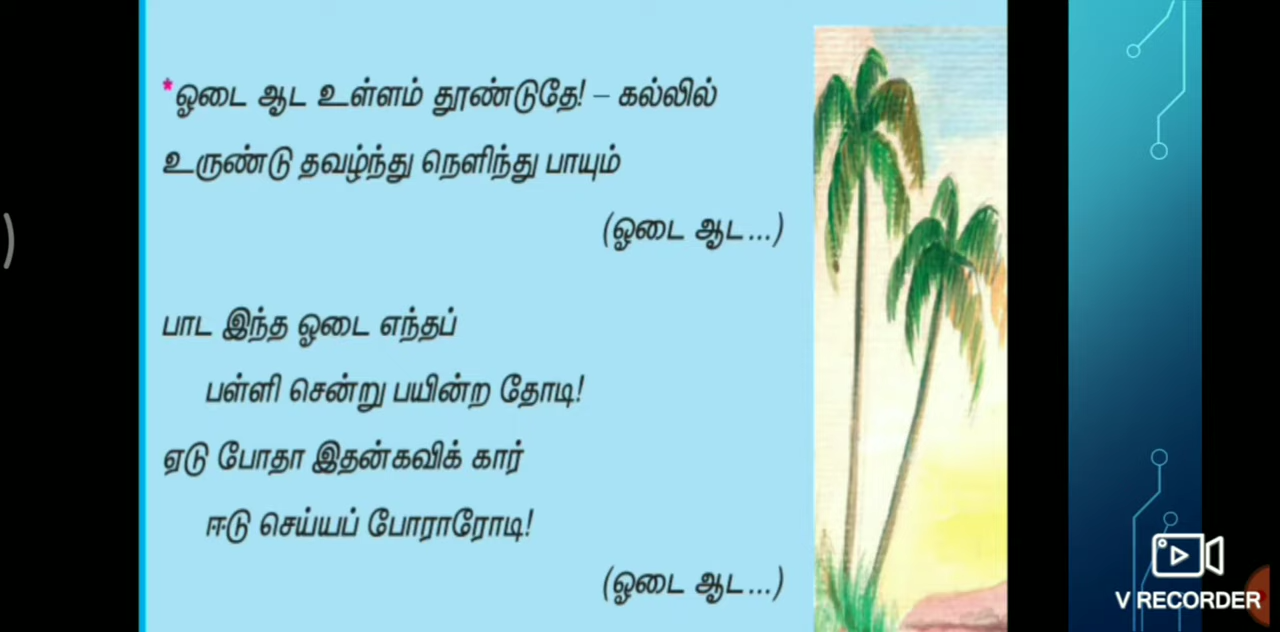 *ஓடை ஆட உள்ளம் தூண்டுதே! – கல்லில்
உருண்டு தவழ்ந்து நெளிந்து பாயும்
(ஓடை ஆட...)
பாட இந்த ஓடை எந்தப்
பள்ளி சென்று பயின்ற தோடி!
ஏடு போதா இதன்கவிக் கார்
ஈடு செய்யப் போராரோடி!
(ஓடை ஆட...)
V RECORDER